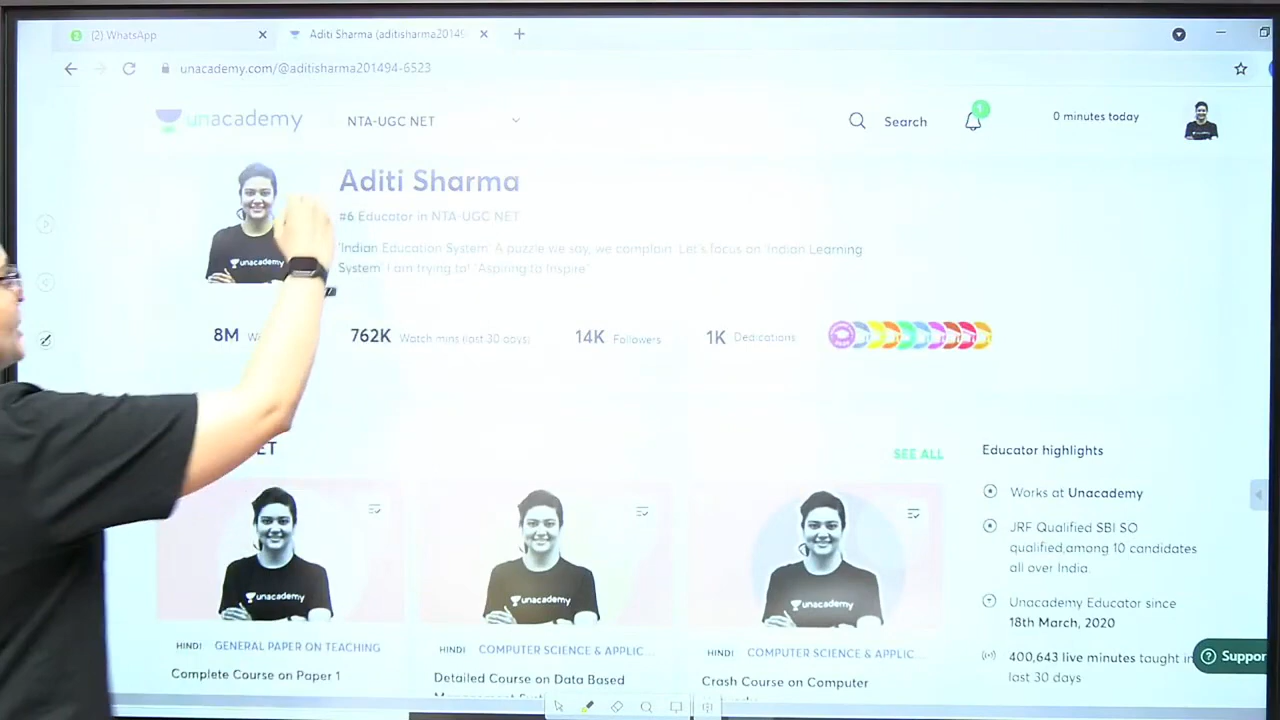 (2) WhatsApp
Aditi Sharma (aditisharma20149
unacademy.com/@aditisharma201494-6523
unacademy
NTA-UGC NET
Search
1
0 minutes today
Aditi Sharma
#6 Educator in NTA-UGC NET
'Indian Education System' A puzzle we say, we complain. Let's focus on 'Indian Learning
System' I am trying to! "Aspiring to Inspire"
unacademy
8M
762K Watch mins (last 30 days)
14K Followers
1K Dedications
SEE ALL
Educator highlights
Works at Unacademy
JRF Qualified SBI SO
qualified,among 10 candidates
all over India
Unacademy Educator since
18th March, 2020
400,643 live minutes taught in
last 30 days
Suppor
unacademy
unacademy
unacademy
HINDI GENERAL PAPER ON TEACHING
Complete Course on Paper 1
HINDI COMPUTER SCIENCE & APPLIC...
Detailed Course on Data Based
HINDI COMPUTER SCIENCE & APPLIC...
Crash Course on Computer